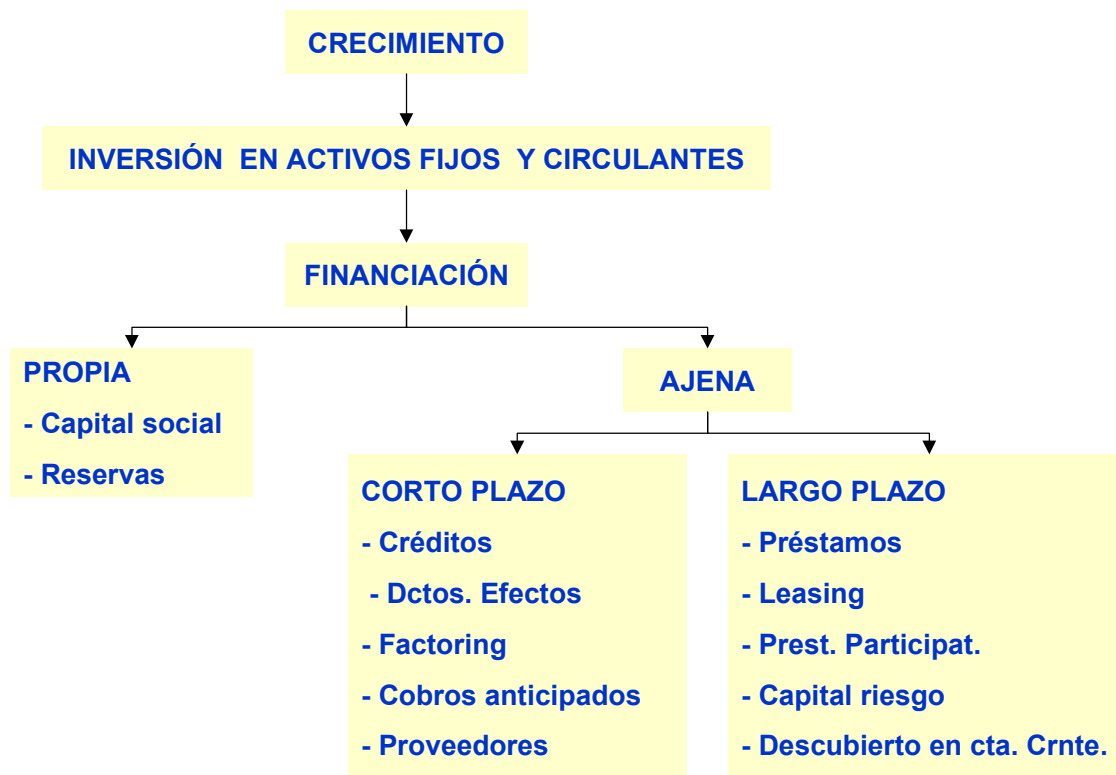 CRECIMIENTO
INVERSIÓN EN ACTIVOS FIJOS Y CIRCULANTES
FINANCIACIÓN
PROPIA
- Capital social
- Reservas
AJENA
CORTO PLAZO
- Créditos
- Dctos. Efectos
- Factoring
- Cobros anticipados
- Proveedores
LARGO PLAZO
- Préstamos
- Leasing
- Prest. Participat.
- Capital riesgo
- Descubierto en cta. Crnte.